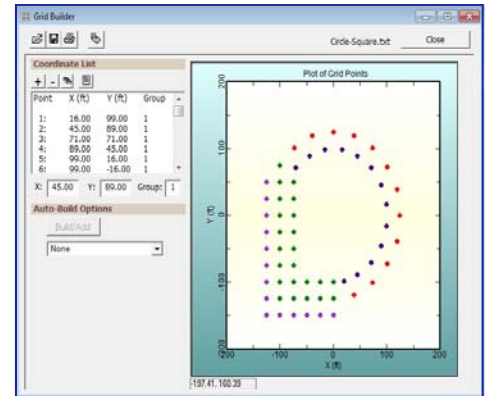 Grid Builder
Circle-Square.txt
Close
Coordinate List
+ -
Point X (ft) Y (ft) Group
1: 16.00 99.00 1
2: 45.00 89.00 1
3: 71.00 71.00 1
4: 89.00 45.00 1
5: 99.00 16.00 1
6: 99.00 -16.00 1
X: 45.00 Y: 89.00 Group: 1
Auto-Build Options
Build/Add
None
Plot of Grid Points
200
100
0
-100
-200
Y (ft)
-200 -100 0 100 200
X (ft)
-197.41, 160.39